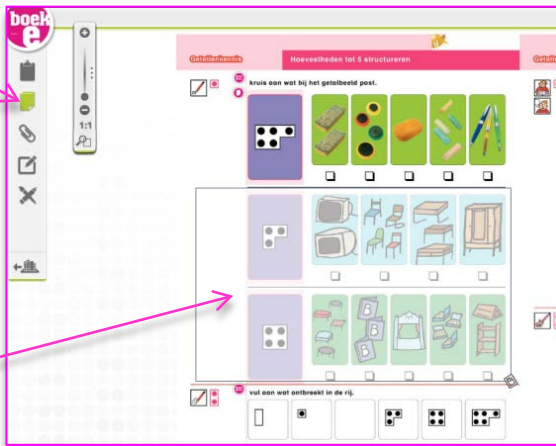 boek
e
1:1
Getallenkennis
Hoeveelheden tot 5 structureren
kruis aan wat bij het getalbeeld past.
B
B
B
vul aan wat ontbreekt in de rij.